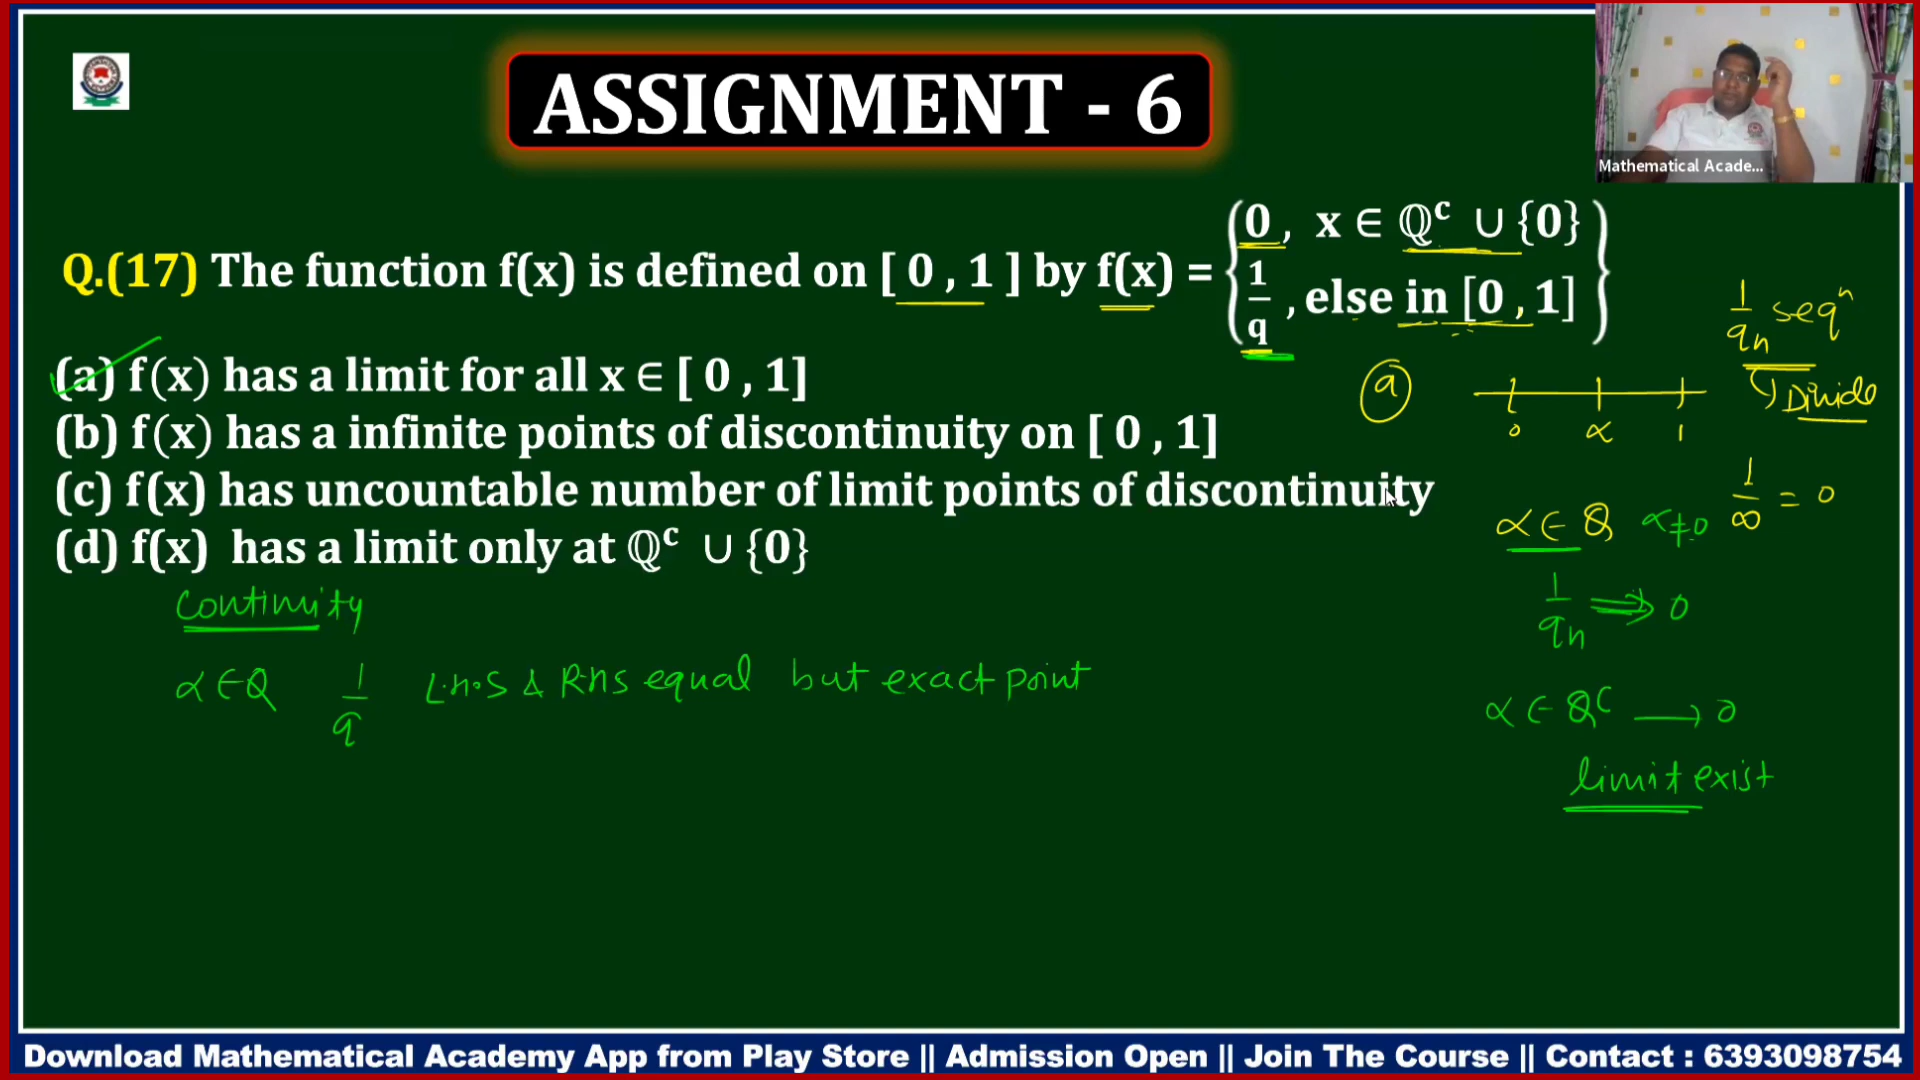 ASSIGNMENT - 6
Mathematical Acade...
Q.(17) The function f(x) is defined on [ 0 , 1 ] by f(x) = { 0 , x ∈ ℚᶜ ∪ {0}
1/q , else in [0 , 1] }
(a) f(x) has a limit for all x ∈ [ 0 , 1]
(b) f(x) has a infinite points of discontinuity on [ 0 , 1]
(c) f(x) has uncountable number of limit points of discontinuity
(d) f(x) has a limit only at ℚᶜ ∪ {0}
1/qn seqⁿ
Divide
a
0 α 1
1/∞ = 0
α ∈ Q α ≠ 0
1/qn ⇒ 0
α ∈ Qᶜ → 0
limit exist
Continuity
α ∈ Q 1/q L.H.S & R.H.S equal but exact point
Download Mathematical Academy App from Play Store || Admission Open || Join The Course || Contact : 6393098754